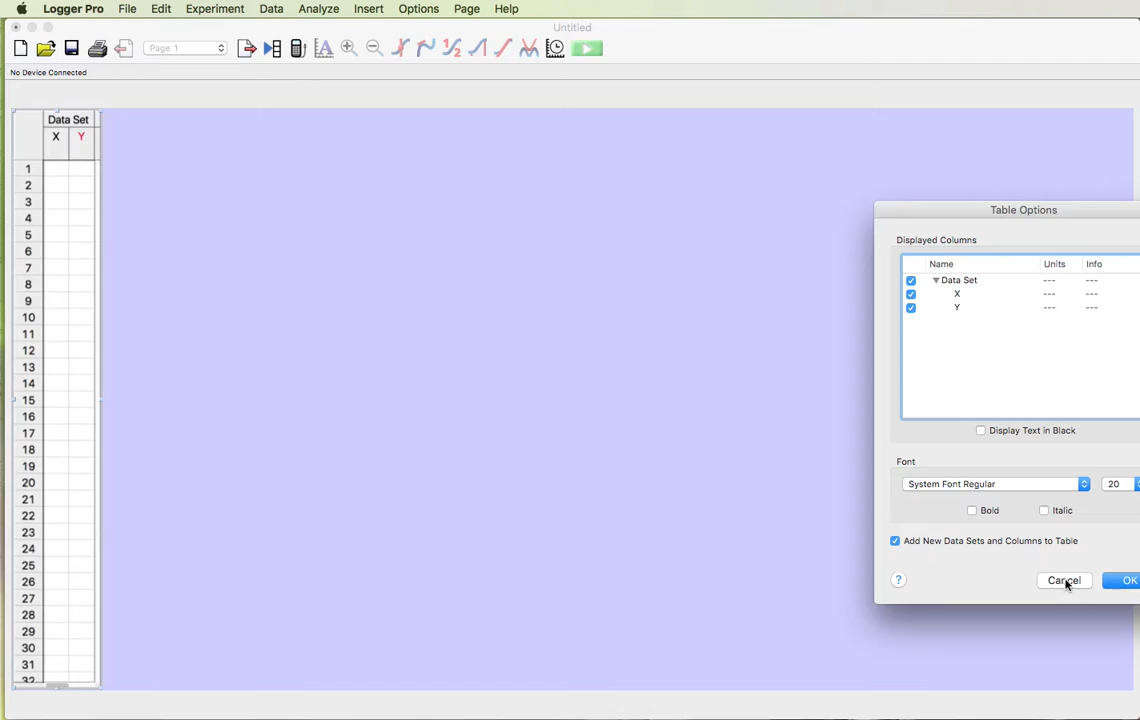 Logger Pro File Edit Experiment Data Analyze Insert Options Page Help
Untitled
Page 1
No Device Connected
Data Set
X Y
1
2
3
4
5
6
7
8
9
10
11
12
13
14
15
16
17
18
19
20
21
22
23
24
25
26
27
28
29
30
31
32
Table Options
Displayed Columns
Name Units Info
Data Set --- ---
X --- ---
Y --- ---
Display Text in Black
Font
System Font Regular 20
Bold Italic
Add New Data Sets and Columns to Table
? Cancel OK